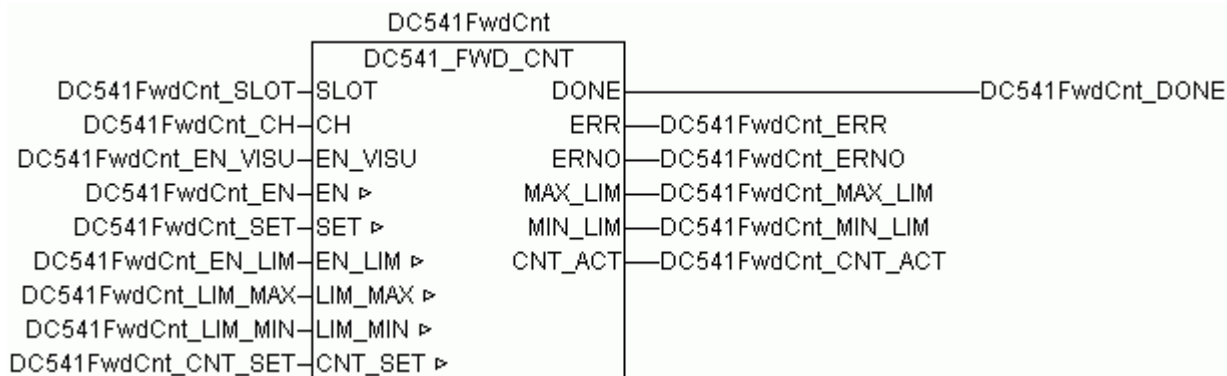 DC541FwdCnt
DC541_FWD_CNT
DC541FwdCnt_SLOT SLOT DONE DC541FwdCnt_DONE
DC541FwdCnt_CH CH ERR DC541FwdCnt_ERR
DC541FwdCnt_EN_VISU EN_VISU ERNO DC541FwdCnt_ERNO
DC541FwdCnt_EN EN ▹ MAX_LIM DC541FwdCnt_MAX_LIM
DC541FwdCnt_SET SET ▹ MIN_LIM DC541FwdCnt_MIN_LIM
DC541FwdCnt_EN_LIM EN_LIM ▹ CNT_ACT DC541FwdCnt_CNT_ACT
DC541FwdCnt_LIM_MAX LIM_MAX ▹
DC541FwdCnt_LIM_MIN LIM_MIN ▹
DC541FwdCnt_CNT_SET CNT_SET ▹